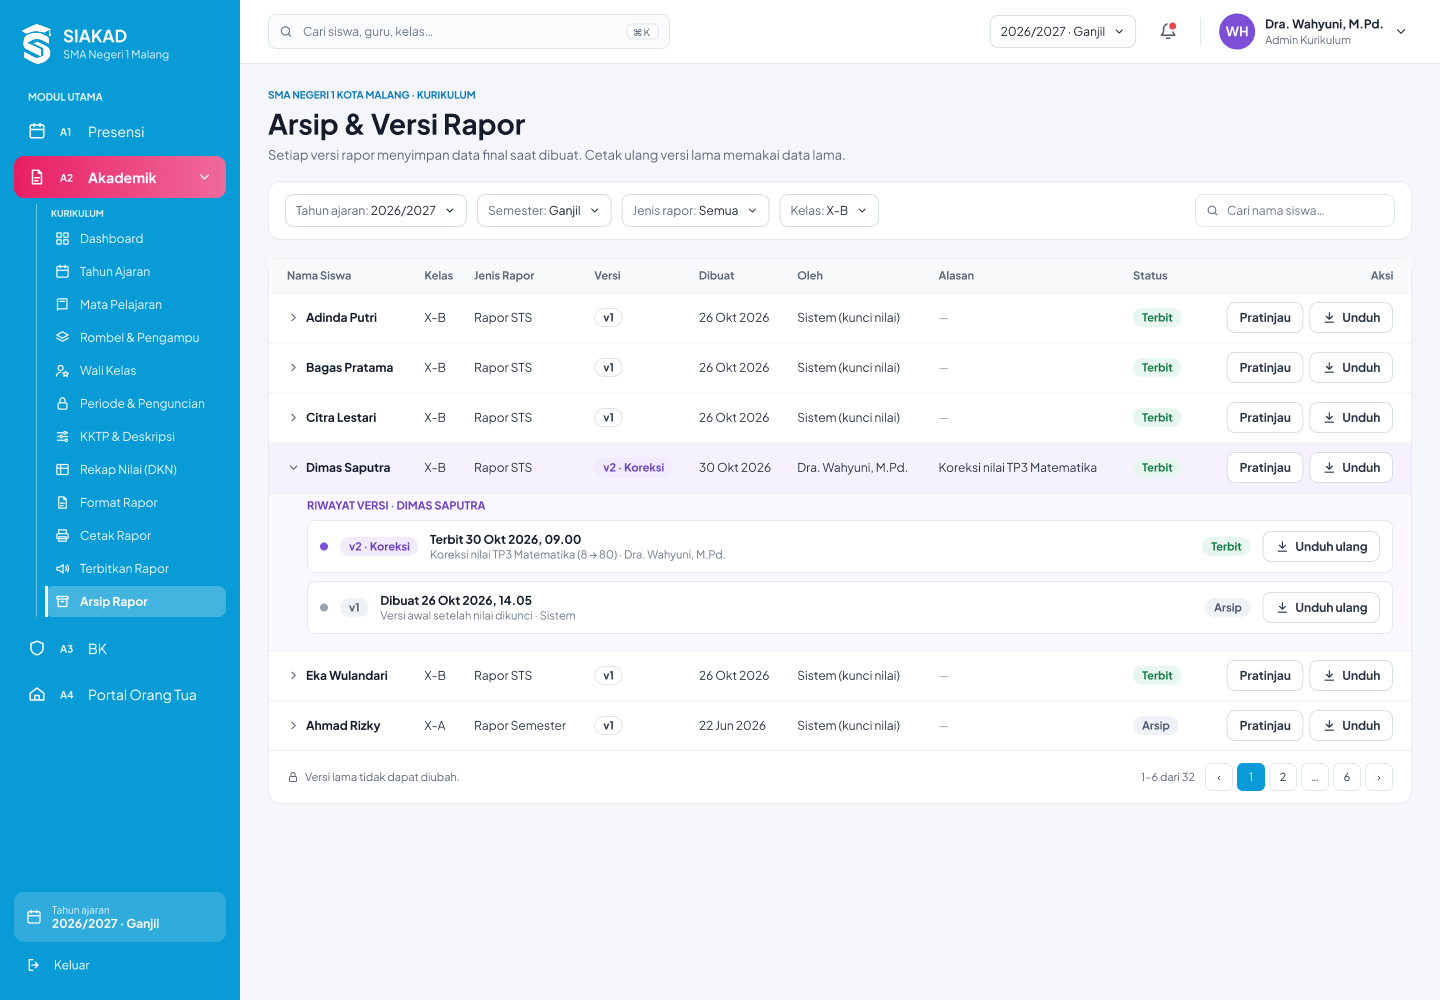 SIAKAD
SMA Negeri 1 Malang
MODUL UTAMA
A1 Presensi
A2 Akademik
KURIKULUM
Dashboard
Tahun Ajaran
Mata Pelajaran
Rombel & Pengampu
Wali Kelas
Periode & Penguncian
KKTP & Deskripsi
Rekap Nilai (DKN)
Format Rapor
Cetak Rapor
Terbitkan Rapor
Arsip Rapor
A3 BK
A4 Portal Orang Tua
Tahun ajaran
2026/2027 · Ganjil
Keluar
Cari siswa, guru, kelas... ⌘K
2026/2027 · Ganjil
WH
Dra. Wahyuni, M.Pd.
Admin Kurikulum
SMA NEGERI 1 KOTA MALANG · KURIKULUM
Arsip & Versi Rapor
Setiap versi rapor menyimpan data final saat dibuat. Cetak ulang versi lama memakai data lama.
Tahun ajaran: 2026/2027 Semester: Ganjil Jenis rapor: Semua Kelas: X-B Cari nama siswa...
Nama Siswa Kelas Jenis Rapor Versi Dibuat Oleh Alasan Status Aksi
Adinda Putri X-B Rapor STS v1 26 Okt 2026 Sistem (kunci nilai) — Terbit Pratinjau Unduh
Bagas Pratama X-B Rapor STS v1 26 Okt 2026 Sistem (kunci nilai) — Terbit Pratinjau Unduh
Citra Lestari X-B Rapor STS v1 26 Okt 2026 Sistem (kunci nilai) — Terbit Pratinjau Unduh
Dimas Saputra X-B Rapor STS v2 · Koreksi 30 Okt 2026 Dra. Wahyuni, M.Pd. Koreksi nilai TP3 Matematika Terbit Pratinjau Unduh
RIWAYAT VERSI · DIMAS SAPUTRA
v2 · Koreksi Terbit 30 Okt 2026, 09.00 Terbit Unduh ulang
Koreksi nilai TP3 Matematika (8 → 80) · Dra. Wahyuni, M.Pd.
v1 Dibuat 26 Okt 2026, 14.05 Arsip Unduh ulang
Versi awal setelah nilai dikunci · Sistem
Eka Wulandari X-B Rapor STS v1 26 Okt 2026 Sistem (kunci nilai) — Terbit Pratinjau Unduh
Ahmad Rizky X-A Rapor Semester v1 22 Jun 2026 Sistem (kunci nilai) — Arsip Pratinjau Unduh
Versi lama tidak dapat diubah. 1–6 dari 32 ‹ 1 2 … 6 ›